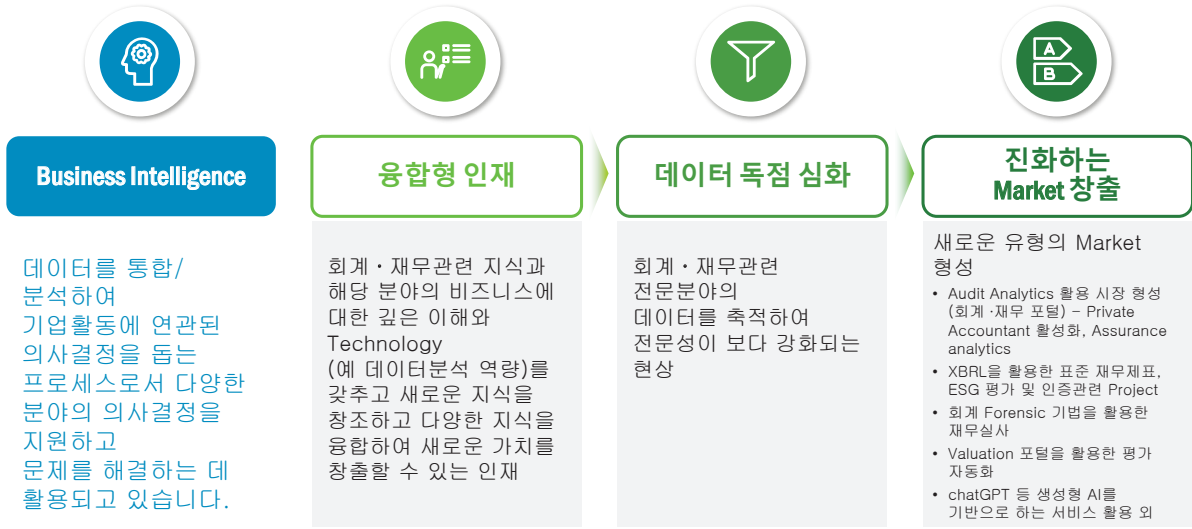 A
B
Business Intelligence
데이터를 통합/
분석하여
기업활동에 연관된
의사결정을 돕는
프로세스로서 다양한
분야의 의사결정을
지원하고
문제를 해결하는 데
활용되고 있습니다.
융합형 인재
회계·재무관련 지식과
해당 분야의 비즈니스에
대한 깊은 이해와
Technology
(예 데이터분석 역량)를
갖추고 새로운 지식을
창조하고 다양한 지식을
융합하여 새로운 가치를
창출할 수 있는 인재
데이터 독점 심화
회계·재무관련
전문분야의
데이터를 축적하여
전문성이 보다 강화되는
현상
진화하는
Market 창출
새로운 유형의 Market
형성
• Audit Analytics 활용 시장 형성
(회계 ·재무 포털) – Private
Accountant 활성화, Assurance
analytics
• XBRL을 활용한 표준 재무제표,
ESG 평가 및 인증관련 Project
• 회계 Forensic 기법을 활용한
재무실사
• Valuation 포털을 활용한 평가
자동화
• chatGPT 등 생성형 AI를
기반으로 하는 서비스 활용 외